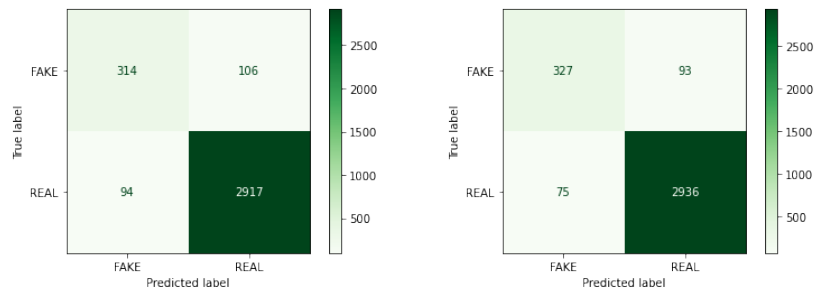 FAKE
REAL
True label
314
106
94
2917
FAKE
REAL
Predicted label
2500
2000
1500
1000
500
FAKE
REAL
True label
327
93
75
2936
FAKE
REAL
Predicted label
2500
2000
1500
1000
500